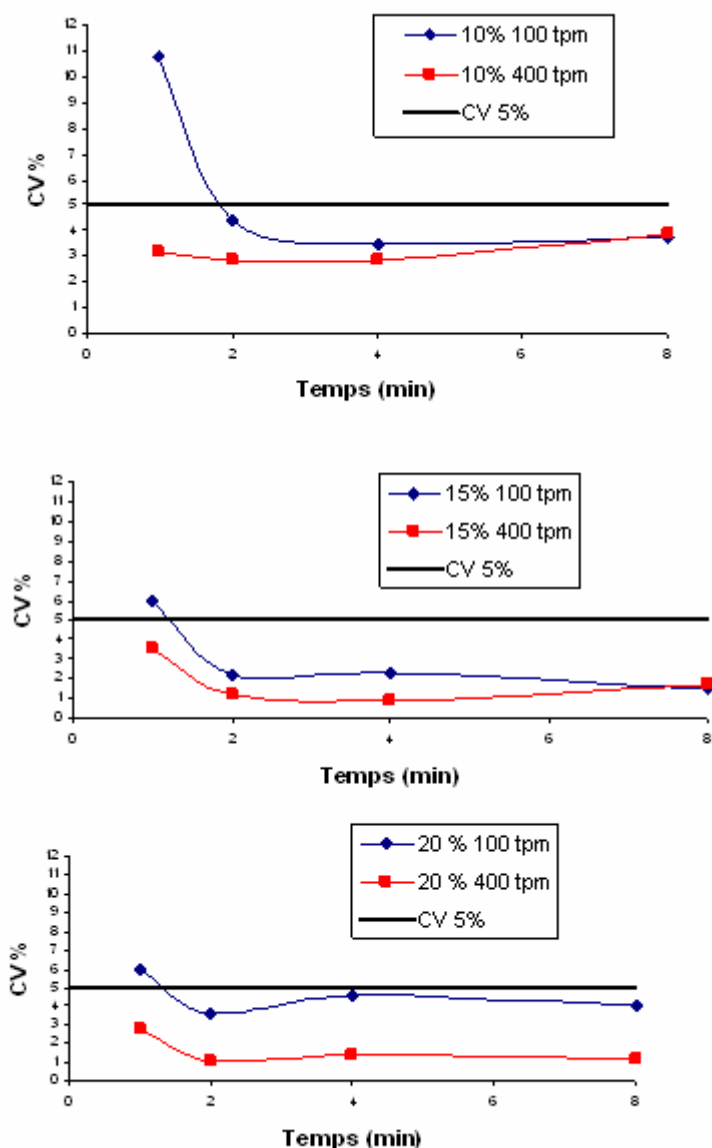 10% 100 tpm
10% 400 tpm
CV 5%
CV %
12
11
10
9
8
7
6
5
4
3
2
1
0
0 2 4 6 8
Temps (min)
15% 100 tpm
15% 400 tpm
CV 5%
CV %
12
11
10
9
8
7
6
5
4
3
2
1
0
0 2 4 6 8
Temps (min)
20 % 100 tpm
20 % 400 tpm
CV 5%
CV %
12
11
10
9
8
7
6
5
4
3
2
1
0
0 2 4 6 8
Temps (min)